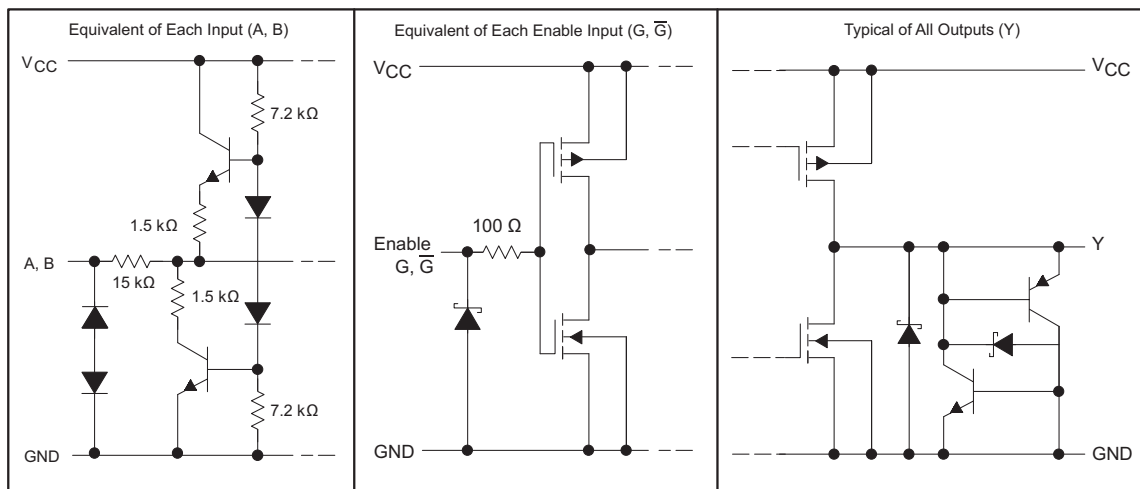 Equivalent of Each Input (A, B)
VCC
7.2 kΩ
1.5 kΩ
A, B
15 kΩ
1.5 kΩ
7.2 kΩ
GND
Equivalent of Each Enable Input (G, G̅)
VCC
100 Ω
Enable
G, G̅
GND
Typical of All Outputs (Y)
VCC
Y
GND